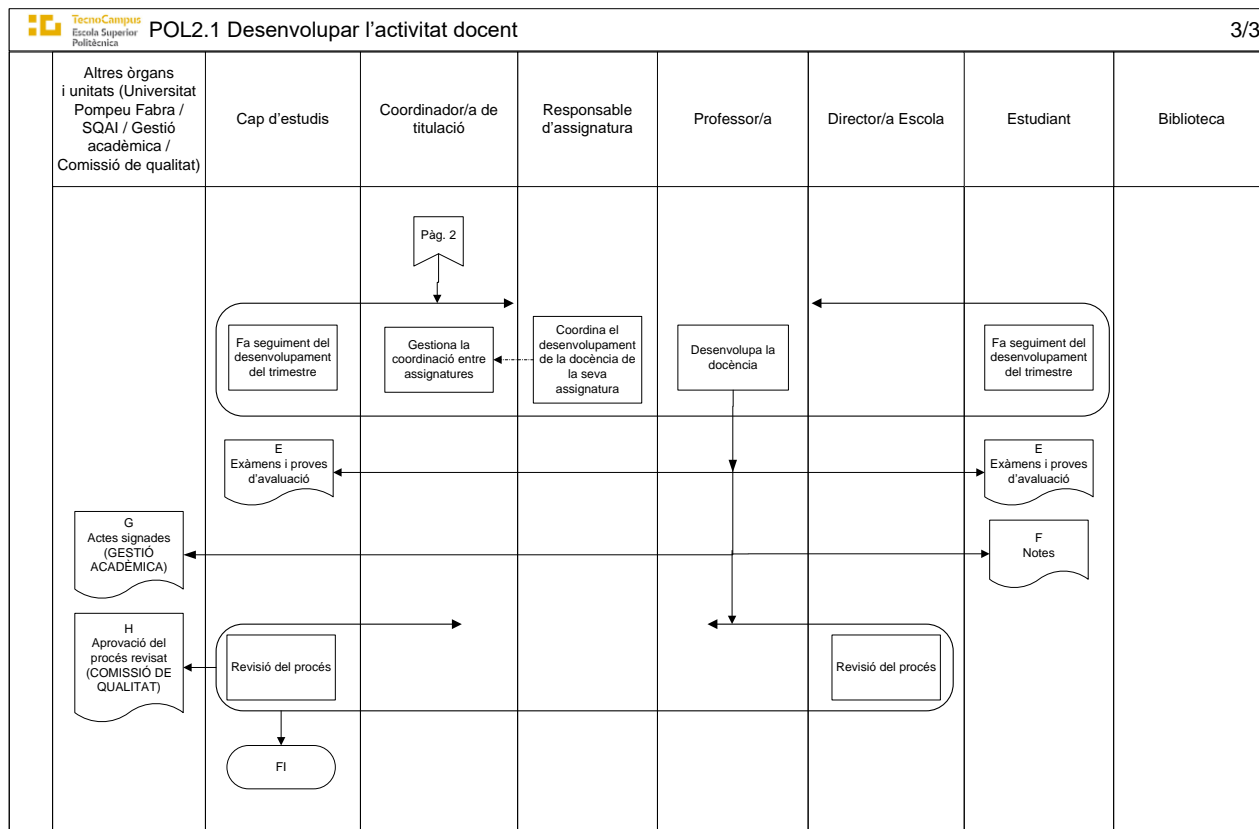 TecnoCampus
Escola Superior
Politècnica
POL2.1 Desenvolupar l’activitat docent
3/3
Altres òrgans
i unitats (Universitat
Pompeu Fabra /
SQAI / Gestió
acadèmica /
Comissió de qualitat)
Cap d’estudis
Coordinador/a de
titulació
Responsable
d’assignatura
Professor/a
Director/a Escola
Estudiant
Biblioteca
Pàg. 2
Fa seguiment del
desenvolupament
del trimestre
Gestiona la
coordinació entre
assignatures
Coordina el
desenvolupament
de la docència de
la seva
assignatura
Desenvolupa la
docència
Fa seguiment del
desenvolupament
del trimestre
E
Exàmens i proves
d’avaluació
E
Exàmens i proves
d’avaluació
G
Actes signades
(GESTIÓ
ACADÈMICA)
F
Notes
H
Aprovació del
procés revisat
(COMISSIÓ DE
QUALITAT)
Revisió del procés
Revisió del procés
FI